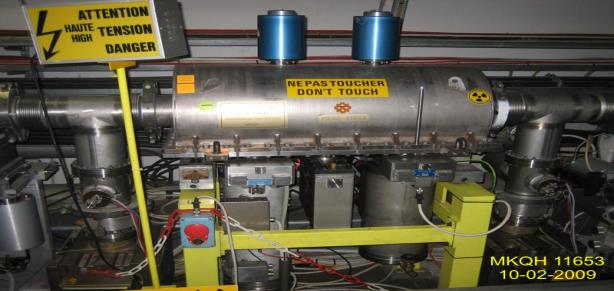 ATTENTION
HAUTE TENSION
HIGH
DANGER
NE PAS TOUCHER
DON'T TOUCH
MKQH 11653
10-02-2009